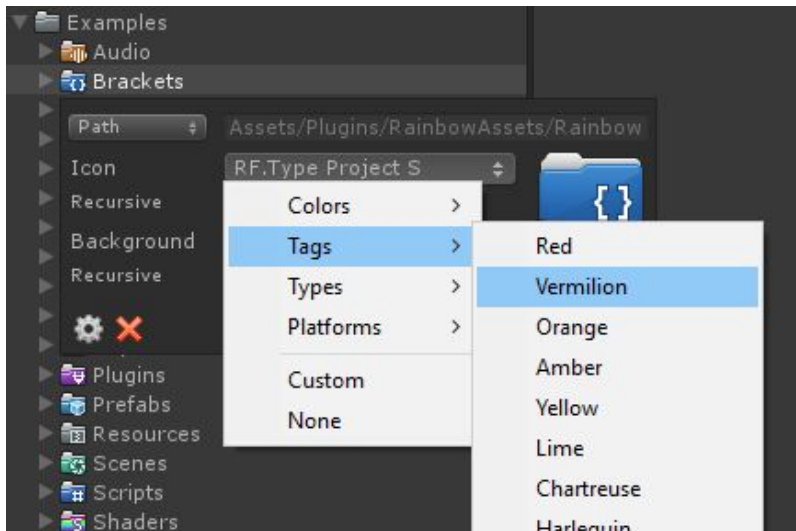 Examples
Audio
Brackets
Path Assets/Plugins/RainbowAssets/Rainbow
Icon RF.Type Project S
Recursive
Background
Recursive
Colors
Tags
Types
Platforms
Custom
None
Red
Vermilion
Orange
Amber
Yellow
Lime
Chartreuse
Harlequin
Plugins
Prefabs
Resources
Scenes
Scripts
Shaders